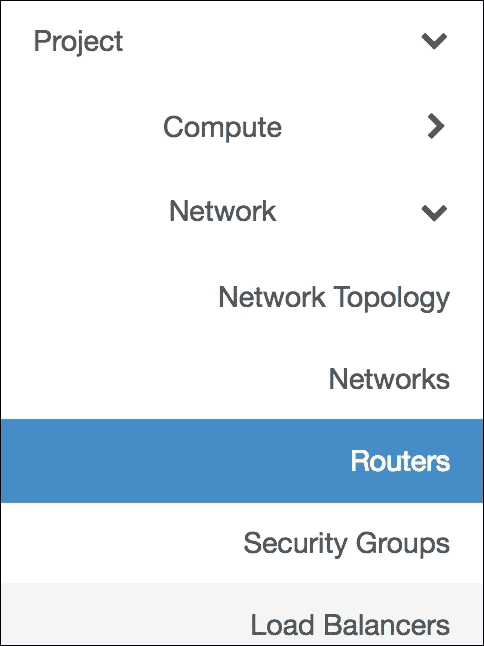 Project
Compute
Network
Network Topology
Networks
Routers
Security Groups
Load Balancers